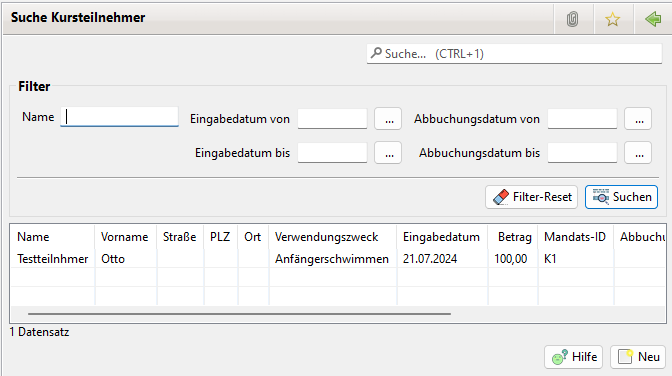 Suche Kursteilnehmer
Suche... (CTRL+1)
Filter
Name Eingabedatum von ... Abbuchungsdatum von ...
Eingabedatum bis ... Abbuchungsdatum bis ...
Filter-Reset Suchen
Name Vorname Straße PLZ Ort Verwendungszweck Eingabedatum Betrag Mandats-ID Abbuchu
Testteilnhmer Otto Anfängerschwimmen 21.07.2024 100,00 K1
1 Datensatz
Hilfe Neu